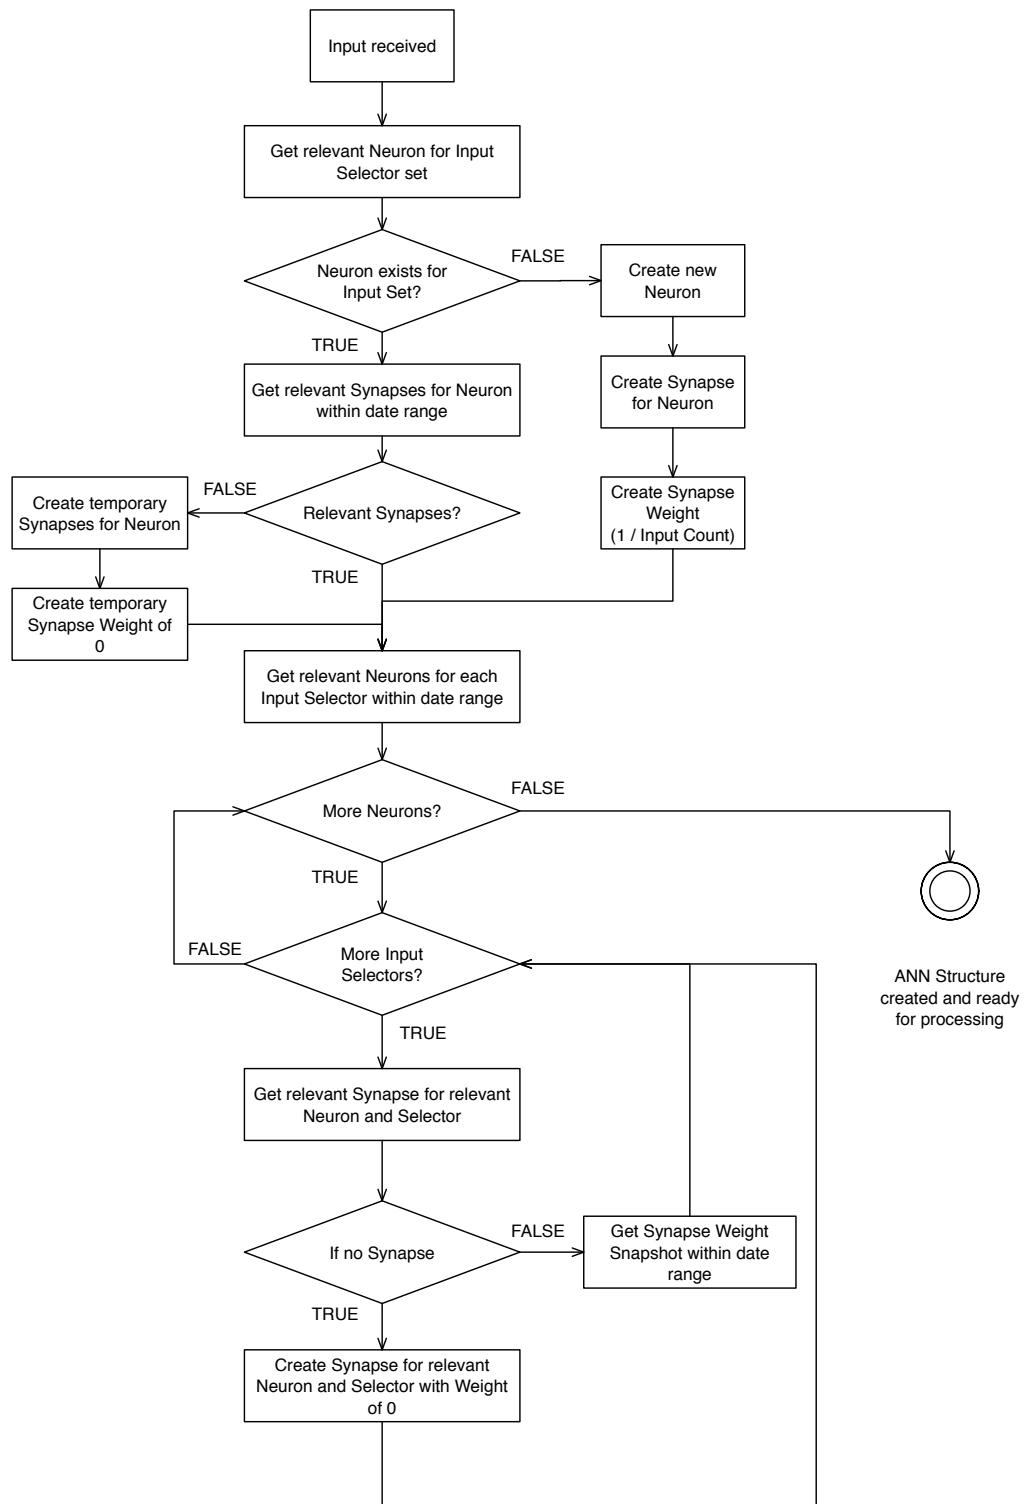 Input received
Get relevant Neuron for Input
Selector set
Neuron exists for
Input Set?
FALSE
Create new
Neuron
TRUE
Get relevant Synapses for Neuron
within date range
Create Synapse
for Neuron
Relevant Synapses?
FALSE
Create temporary
Synapses for Neuron
Create Synapse
Weight
(1 / Input Count)
TRUE
Create temporary
Synapse Weight of
0
Get relevant Neurons for each
Input Selector within date range
More Neurons?
FALSE
TRUE
More Input
Selectors?
FALSE
ANN Structure
created and ready
for processing
TRUE
Get relevant Synapse for relevant
Neuron and Selector
If no Synapse
FALSE
Get Synapse Weight
Snapshot within date
range
TRUE
Create Synapse for relevant
Neuron and Selector with Weight
of 0